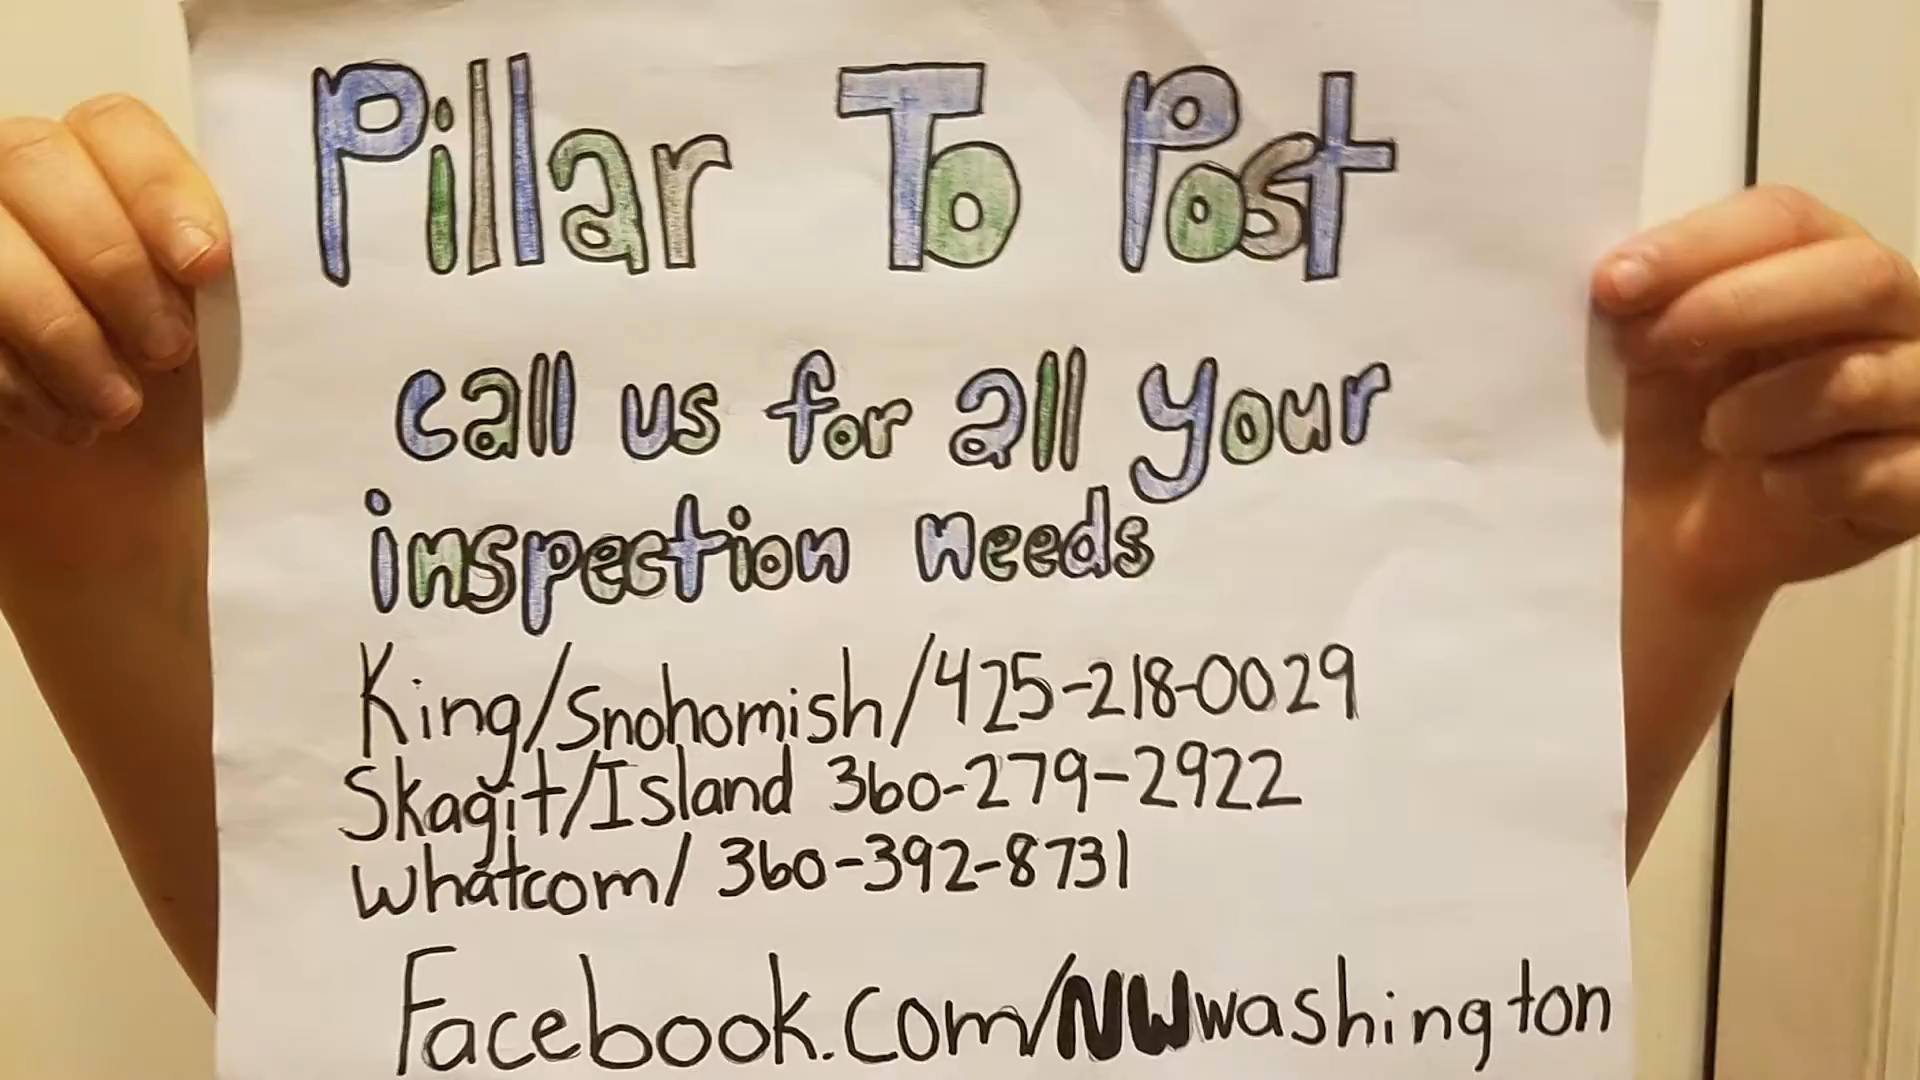 Pillar To Post
call us for all your
inspection needs
King/Snohomish/425-218-0029
Skagit/Island 360-279-2922
Whatcom/ 360-392-8731
Facebook.com/NWwashington